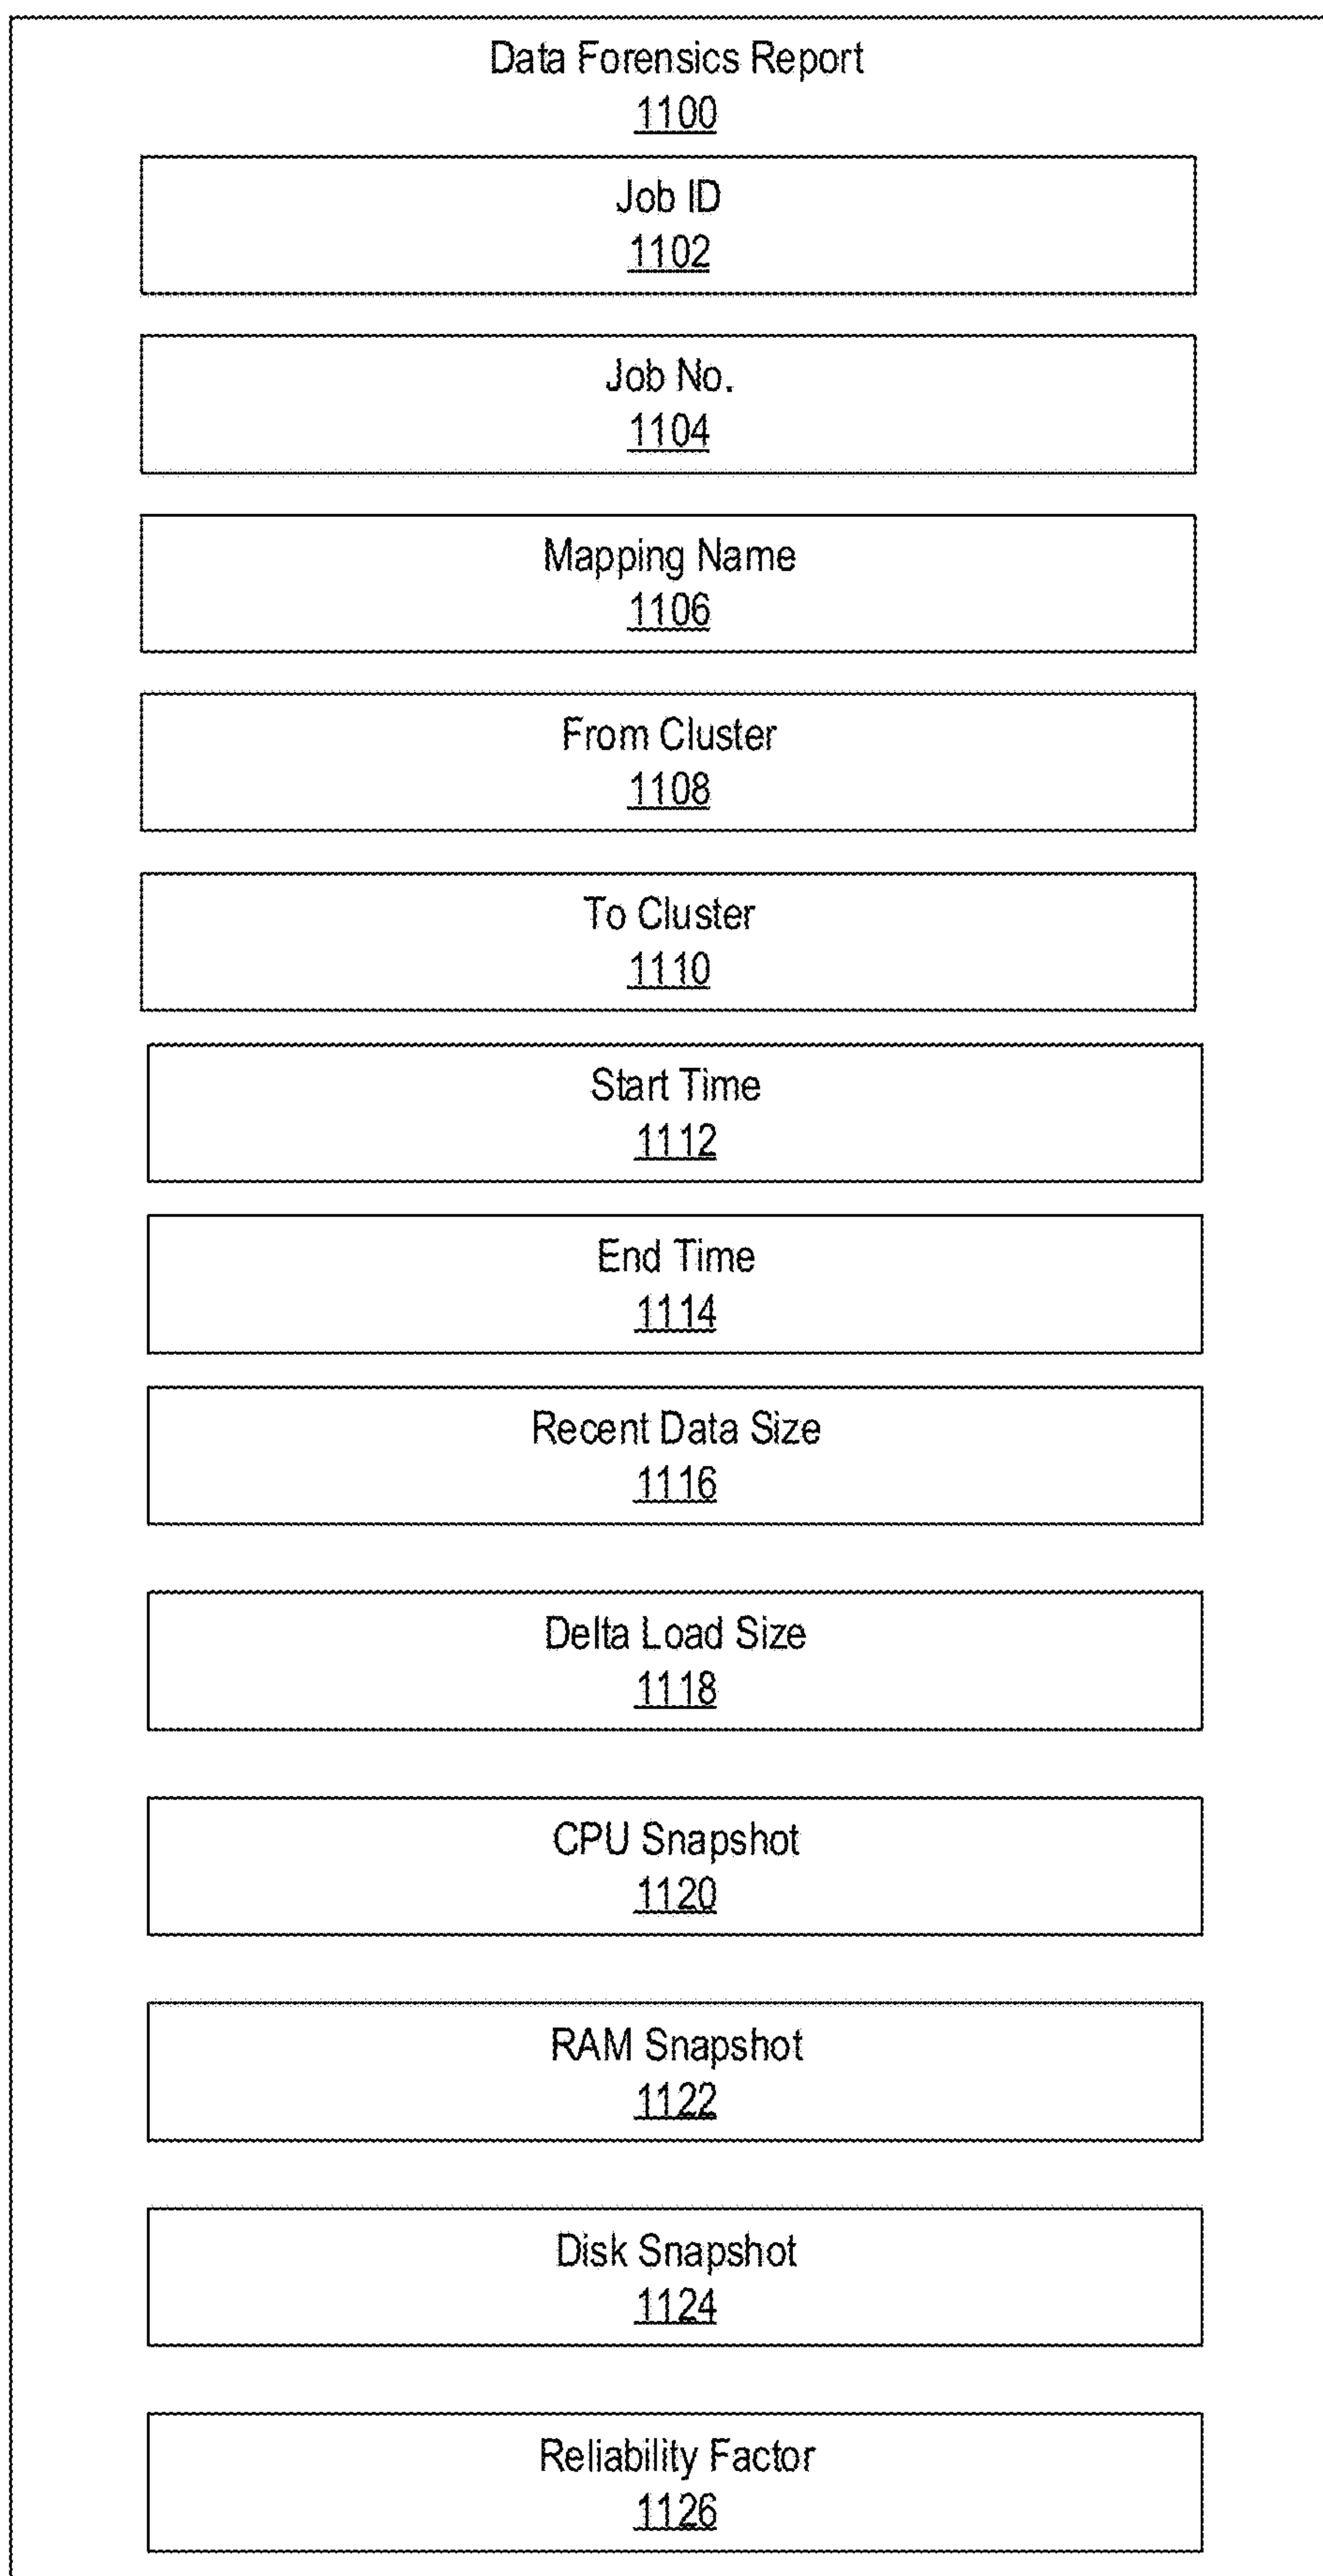 Data Forensics Report
1100
Job ID
1102
Job No.
1104
Mapping Name
1106
From Cluster
1108
To Cluster
1110
Start Time
1112
End Time
1114
Recent Data Size
1116
Delta Load Size
1118
CPU Snapshot
1120
RAM Snapshot
1122
Disk Snapshot
1124
Reliability Factor
1126